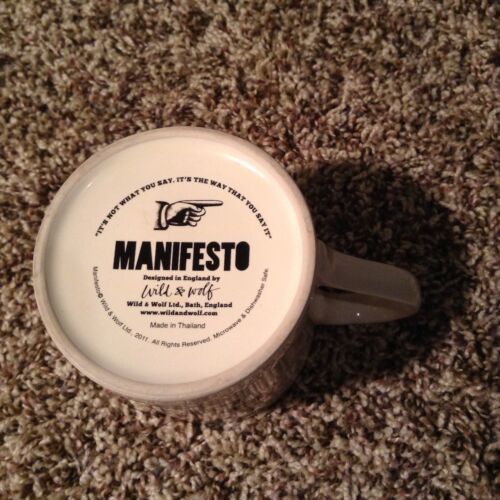 "IT'S NOT WHAT YOU SAY. IT'S THE WAY THAT YOU SAY IT"
MANIFESTO
Designed in England by
Wild & Wolf
Wild & Wolf Ltd., Bath, England
www.wildandwolf.com
Made in Thailand
Manifesto© Wild & Wolf Ltd. 2011. All Rights Reserved. Microwave & Dishwasher Safe.